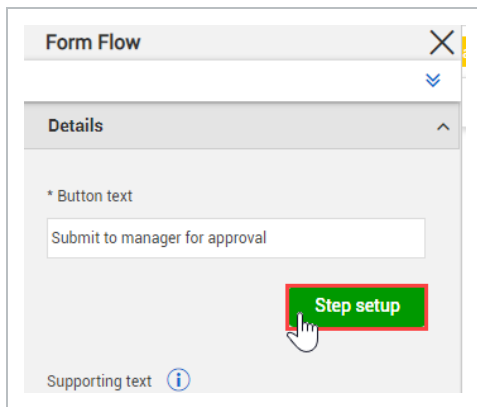 Form Flow
Details
* Button text
Submit to manager for approval
Step setup
Supporting text